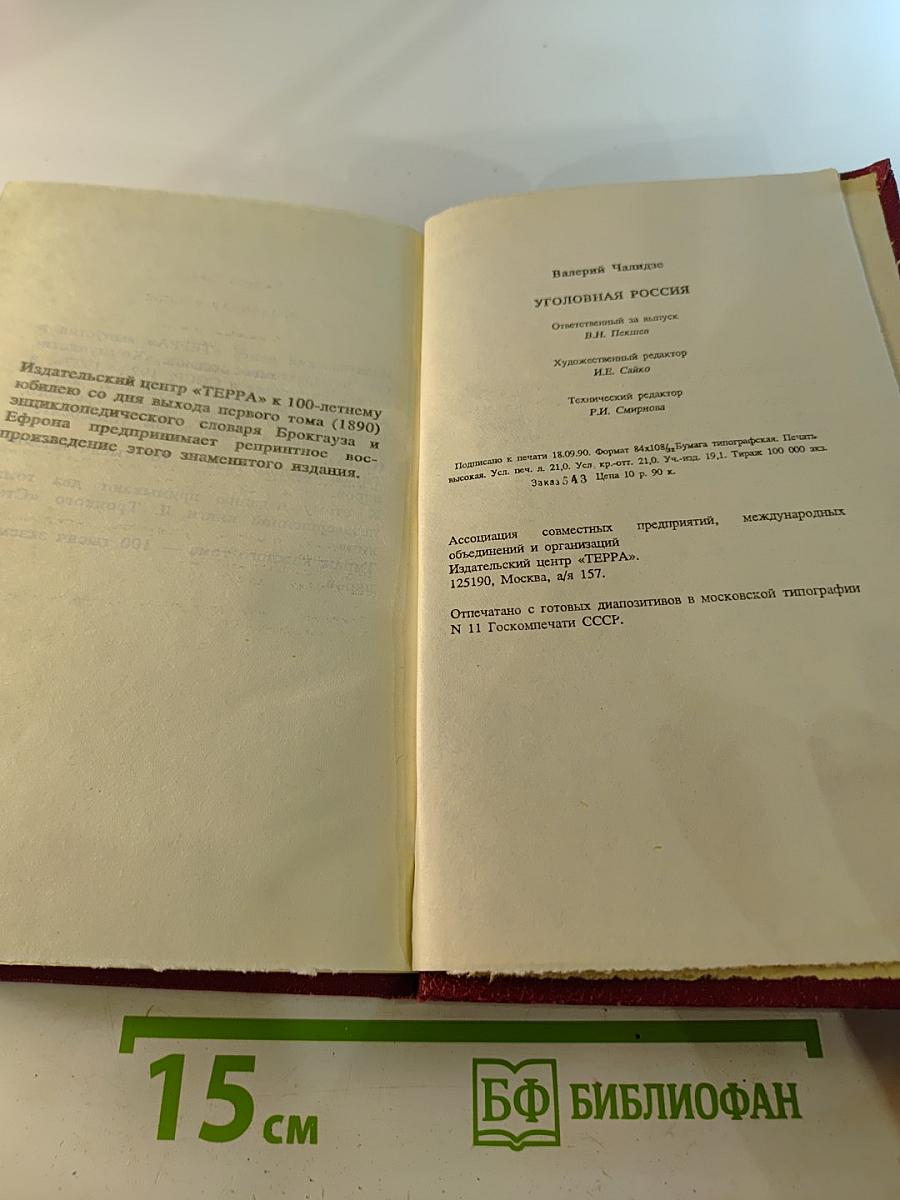 Издательский центр «ТЕРРА» к 100-летнему
юбилею со дня выхода первого тома (1890)
энциклопедического словаря Брокгауза и
Ефрона предпринимает репринтное вос-
произведение этого знаменитого издания.
Валерий Чалидзе
УГОЛОВНАЯ РОССИЯ
Ответственный за выпуск
В.Н. Пекшев
Художественный редактор
И.Е. Сайко
Технический редактор
Р.И. Смирнова
Подписано к печати 18.09.90. Формат 84х108/32 Бумага типографская. Печать
высокая. Усл. печ. л. 21,0. Усл. кр.-отт. 21,0. Уч.-изд. 19,1. Тираж 100 000 экз.
Заказ 543 Цена 10 р. 90 к.
Ассоциация совместных предприятий, международных
объединений и организаций
Издательский центр «ТЕРРА».
125190, Москва, а/я 157.
Отпечатано с готовых диапозитивов в московской типографии
N 11 Госкомпечати СССР.
15 см
БФ БИБЛИОФАН